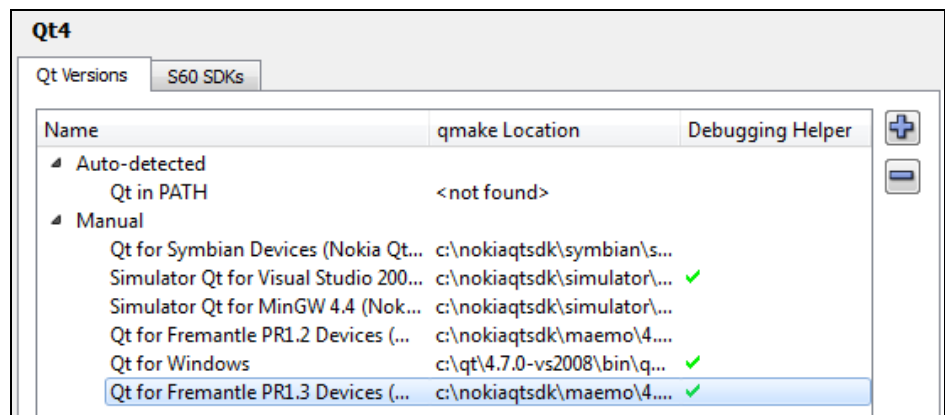 Qt4
Qt Versions S60 SDKs
Name qmake Location Debugging Helper
Auto-detected
Qt in PATH <not found>
Manual
Qt for Symbian Devices (Nokia Qt... c:\nokiaqtsdk\symbian\s...
Simulator Qt for Visual Studio 200... c:\nokiaqtsdk\simulator\...
Simulator Qt for MinGW 4.4 (Nok... c:\nokiaqtsdk\simulator\...
Qt for Fremantle PR1.2 Devices (... c:\nokiaqtsdk\maemo\4....
Qt for Windows c:\qt\4.7.0-vs2008\bin\q...
Qt for Fremantle PR1.3 Devices (... c:\nokiaqtsdk\maemo\4....